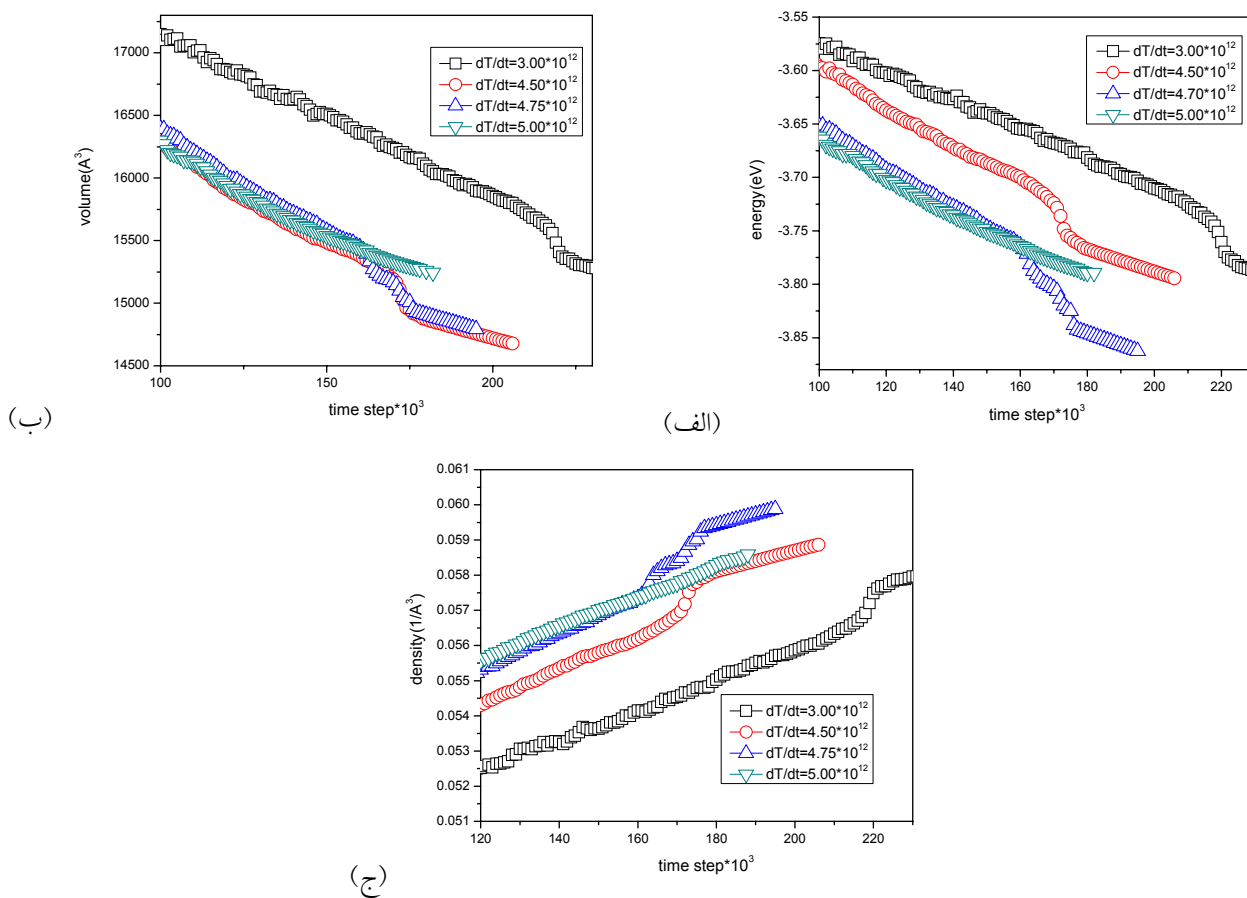 17000
16500
16000
15500
15000
14500
volume(A³)
100
150
200
time step*10³
dT/dt=3.00*10¹²
dT/dt=4.50*10¹²
dT/dt=4.75*10¹²
dT/dt=5.00*10¹²
(ب)
-3.55
-3.60
-3.65
-3.70
-3.75
-3.80
-3.85
energy(eV)
100
120
140
160
180
200
220
time step*10³
dT/dt=3.00*10¹²
dT/dt=4.50*10¹²
dT/dt=4.70*10¹²
dT/dt=5.00*10¹²
(الف)
0.061
0.060
0.059
0.058
0.057
0.056
0.055
0.054
0.053
0.052
0.051
density(1/A³)
120
140
160
180
200
220
time step*10³
dT/dt=3.00*10¹²
dT/dt=4.50*10¹²
dT/dt=4.75*10¹²
dT/dt=5.00*10¹²
(ج)